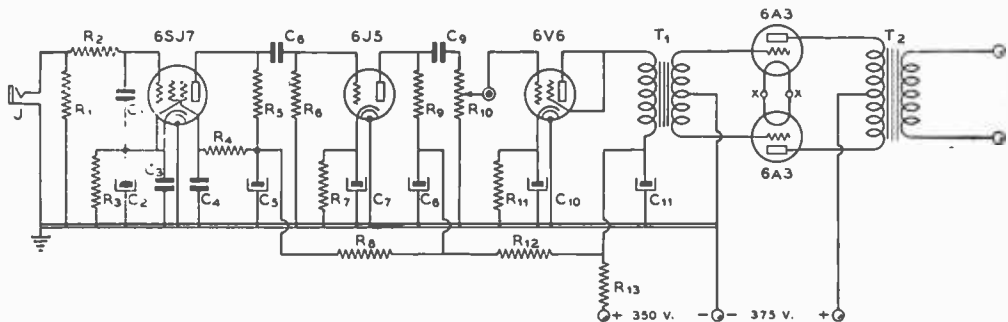 6SJ7 6J5 6V6 6A3
R2 C6 C9 T1 T2
J R1 R5 R6 R9 R10 x x
R4
R3 C3 C2 C4 C5 R7 C7 C8 R11 C10 C11
6A3
R8 R12
R13
+ 350 V. - - 375 V. +